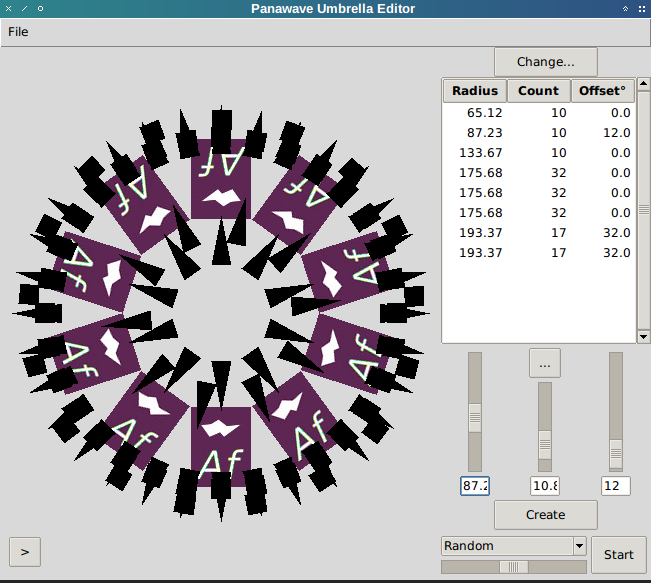 Panawave Umbrella Editor
File
Change...
Radius Count Offset°
65.12 10 0.0
87.23 10 12.0
133.67 10 0.0
175.68 32 0.0
175.68 32 0.0
175.68 32 0.0
193.37 17 32.0
193.37 17 32.0
...
87.2 10.8 12
Create
Random
Start
>
Af
Af
Af
Af
Af
Af
Af
Af
Af
Af